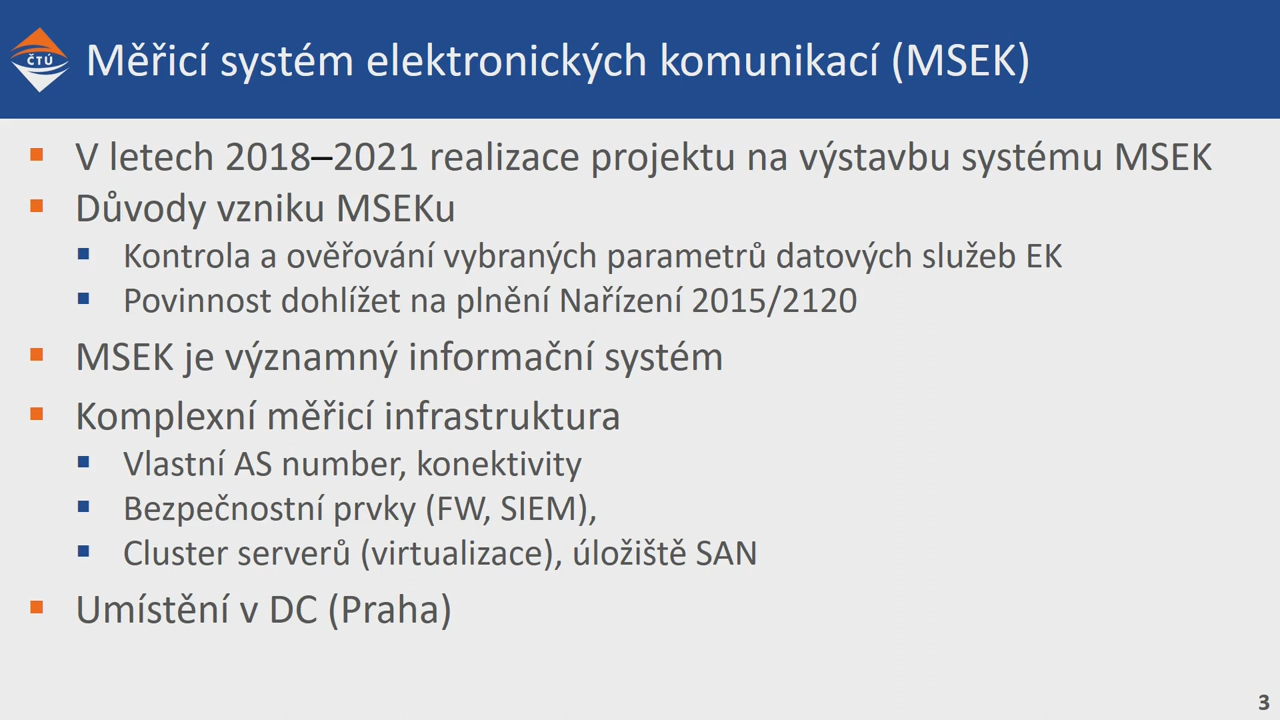 ČTÚ
Měřicí systém elektronických komunikací (MSEK)
V letech 2018–2021 realizace projektu na výstavbu systému MSEK
Důvody vzniku MSEKu
Kontrola a ověřování vybraných parametrů datových služeb EK
Povinnost dohlížet na plnění Nařízení 2015/2120
MSEK je významný informační systém
Komplexní měřicí infrastruktura
Vlastní AS number, konektivity
Bezpečnostní prvky (FW, SIEM),
Cluster serverů (virtualizace), úložiště SAN
Umístění v DC (Praha)
3